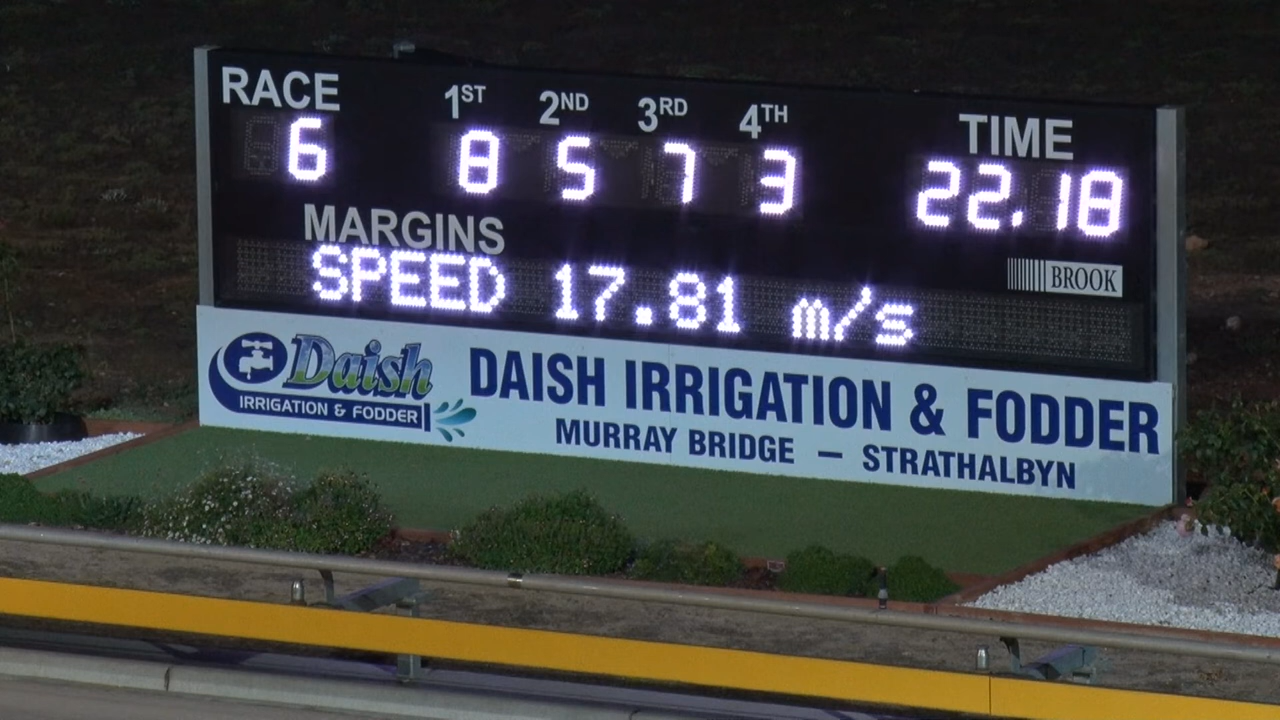 RACE 1ST 2ND 3RD 4TH TIME
6 8 5 7 3 22.18
MARGINS
SPEED 17.81 m/s
BROOK
Daish
IRRIGATION & FODDER
DAISH IRRIGATION & FODDER
MURRAY BRIDGE — STRATHALBYN